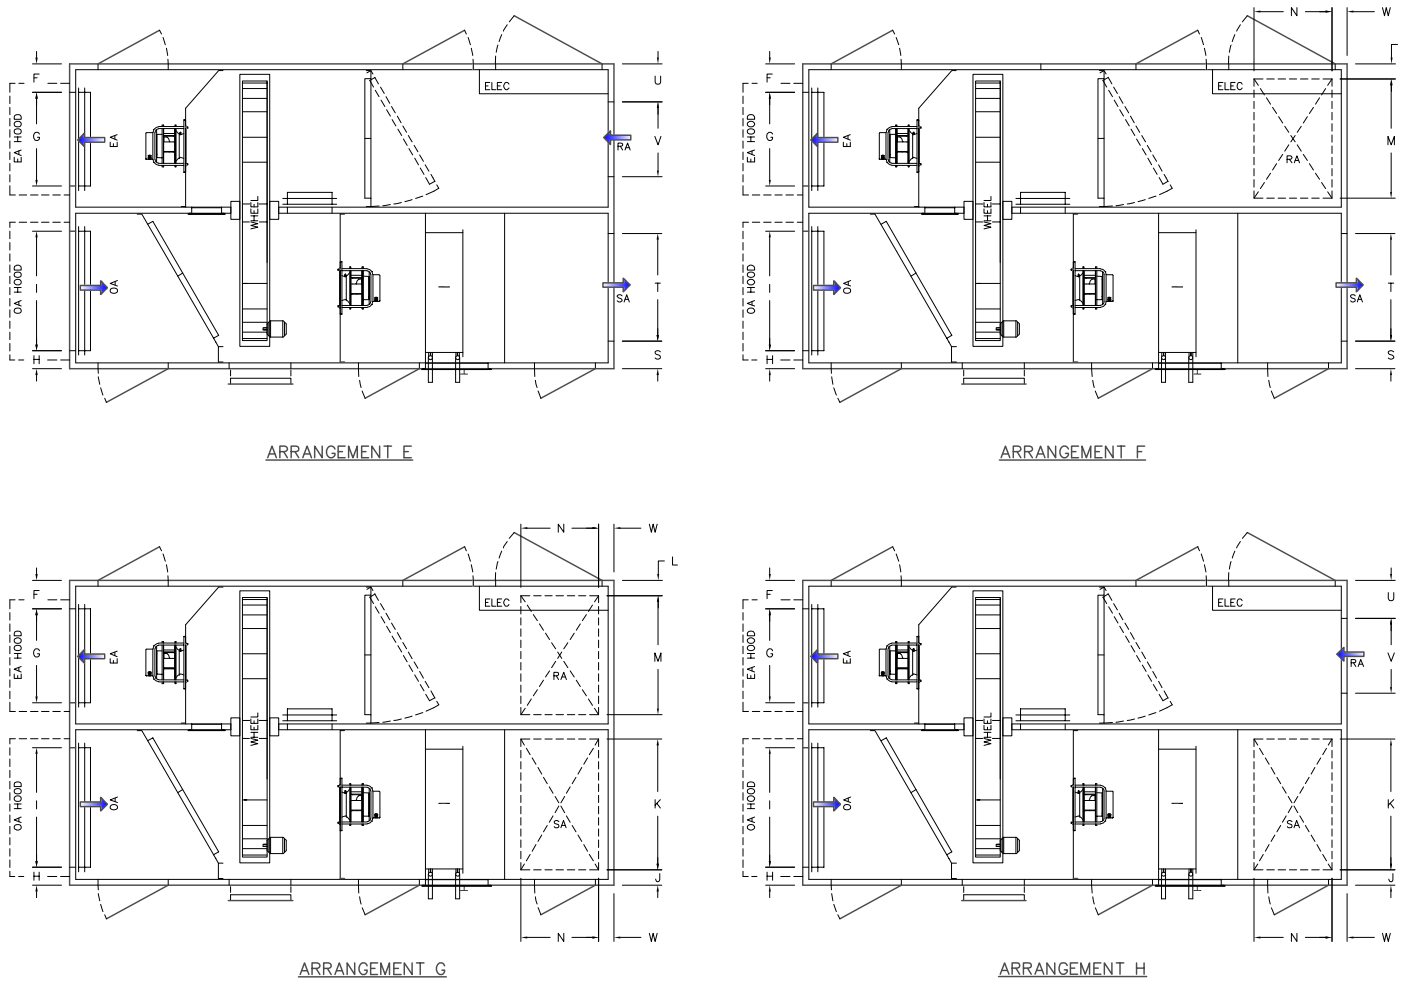 N W
F ELEC U
EA HOOD G EA RA V
WHEEL
OA HOOD OA SA T
H S
ARRANGEMENT E
F ELEC
EA HOOD G EA RA M
WHEEL
OA HOOD OA SA T
H S
ARRANGEMENT F
N W
L
F ELEC
EA HOOD G EA RA M
WHEEL
OA HOOD OA SA K
H J
N W
ARRANGEMENT G
F ELEC U
EA HOOD G EA RA V
WHEEL
OA HOOD OA SA K
H J
N W
ARRANGEMENT H